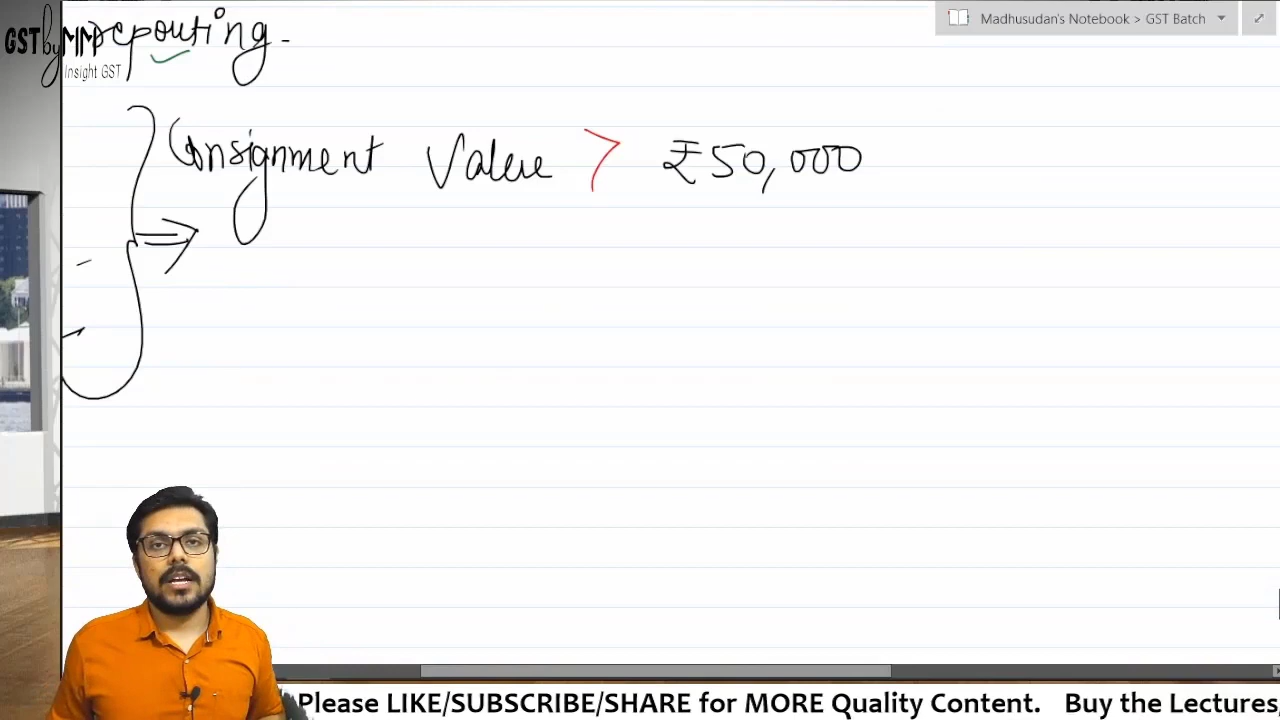 GST by MM
Insight GST
Reporting.
Madhusudan's Notebook > GST Batch
Consignment Value > ₹50,000
Please LIKE/SUBSCRIBE/SHARE for MORE Quality Content. Buy the Lectures,